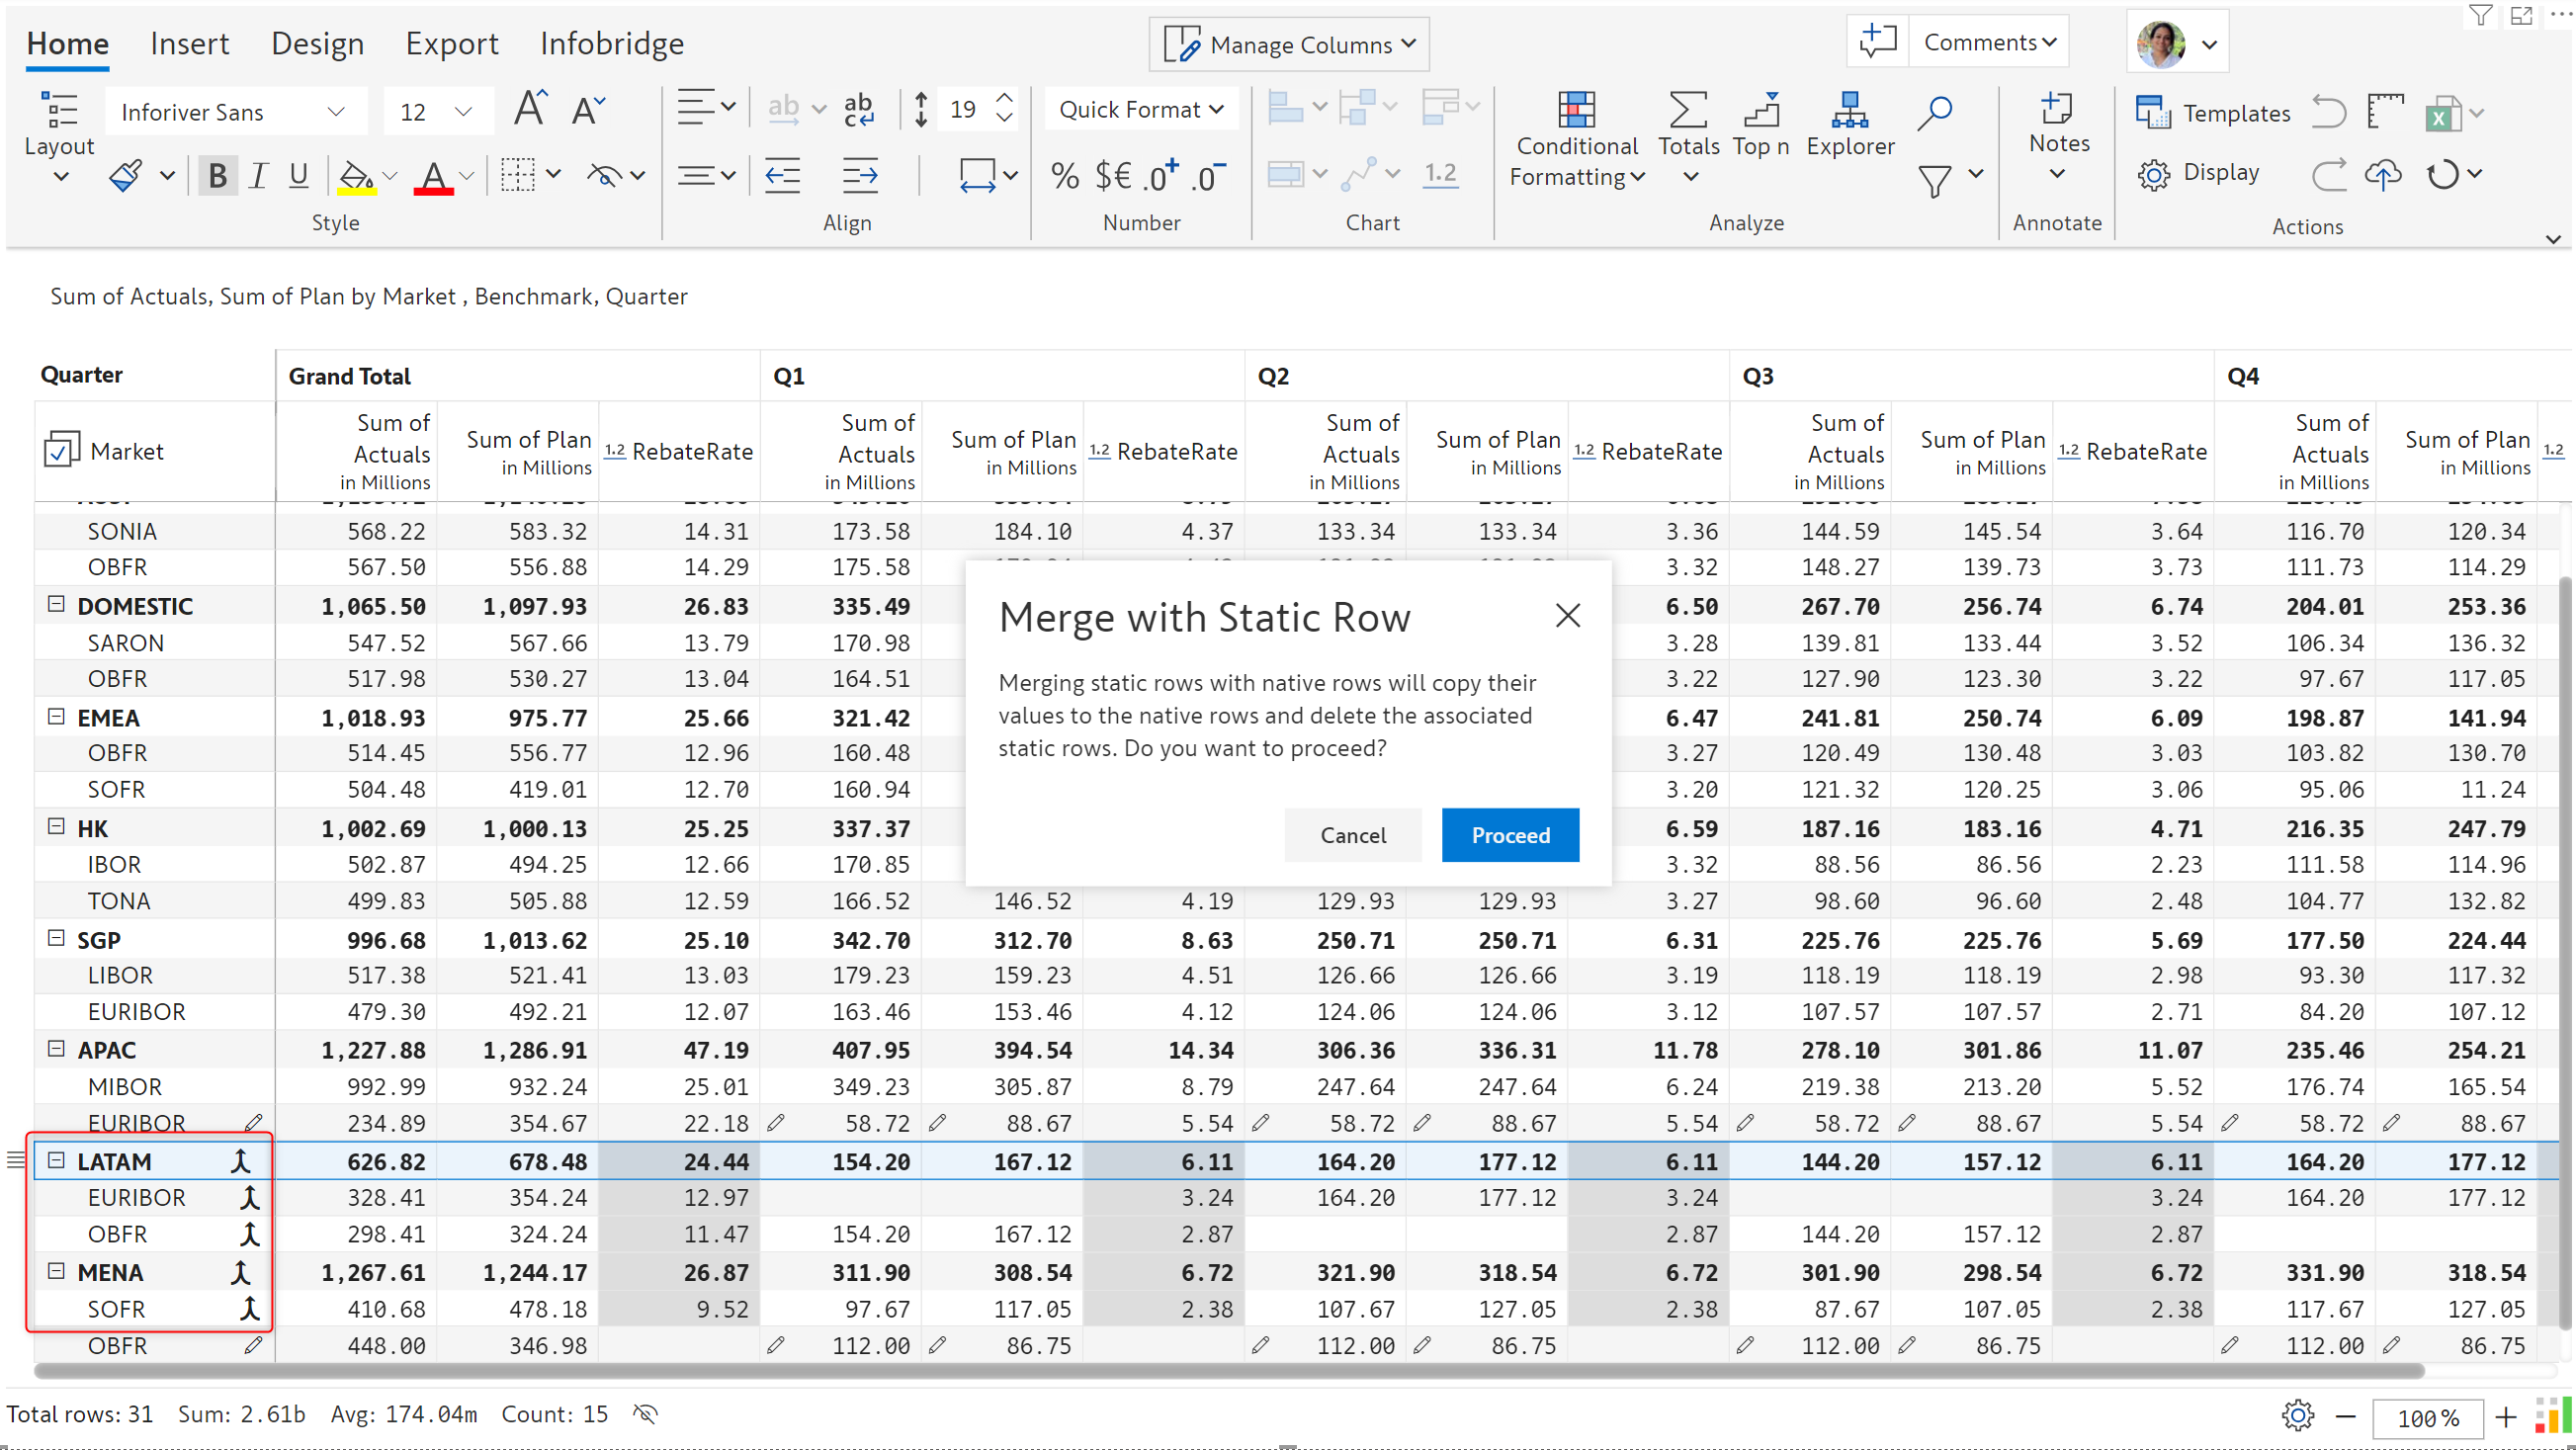 Home Insert Design Export Infobridge Manage Columns Comments
Inforiver Sans 12 ab ab 19 Quick Format Templates
Layout c Conditional Totals Top n Explorer Notes
B I U A % $€ .0+ .0- 1.2 Formatting Display
Style Align Number Chart Analyze Annotate Actions
Sum of Actuals, Sum of Plan by Market , Benchmark, Quarter
Quarter Grand Total Q1 Q2 Q3 Q4
Sum of Sum of Sum of Sum of Sum of
Market Actuals Sum of Plan 1.2 RebateRate Actuals Sum of Plan 1.2 RebateRate Actuals Sum of Plan 1.2 RebateRate Actuals Sum of Plan 1.2 RebateRate Actuals Sum of Plan 1.2
in Millions in Millions in Millions in Millions in Millions in Millions in Millions in Millions in Millions in Millions
SONIA 568.22 583.32 14.31 173.58 184.10 4.37 133.34 133.34 3.36 144.59 145.54 3.64 116.70 120.34
OBFR 567.50 556.88 14.29 175.58 3.32 148.27 139.73 3.73 111.73 114.29
DOMESTIC 1,065.50 1,097.93 26.83 335.49 6.50 267.70 256.74 6.74 204.01 253.36
SARON 547.52 567.66 13.79 170.98 3.28 139.81 133.44 3.52 106.34 136.32
OBFR 517.98 530.27 13.04 164.51 3.22 127.90 123.30 3.22 97.67 117.05
EMEA 1,018.93 975.77 25.66 321.42 6.47 241.81 250.74 6.09 198.87 141.94
OBFR 514.45 556.77 12.96 160.48 3.27 120.49 130.48 3.03 103.82 130.70
SOFR 504.48 419.01 12.70 160.94 3.20 121.32 120.25 3.06 95.06 11.24
HK 1,002.69 1,000.13 25.25 337.37 6.59 187.16 183.16 4.71 216.35 247.79
IBOR 502.87 494.25 12.66 170.85 3.32 88.56 86.56 2.23 111.58 114.96
TONA 499.83 505.88 12.59 166.52 146.52 4.19 129.93 129.93 3.27 98.60 96.60 2.48 104.77 132.82
SGP 996.68 1,013.62 25.10 342.70 312.70 8.63 250.71 250.71 6.31 225.76 225.76 5.69 177.50 224.44
LIBOR 517.38 521.41 13.03 179.23 159.23 4.51 126.66 126.66 3.19 118.19 118.19 2.98 93.30 117.32
EURIBOR 479.30 492.21 12.07 163.46 153.46 4.12 124.06 124.06 3.12 107.57 107.57 2.71 84.20 107.12
APAC 1,227.88 1,286.91 47.19 407.95 394.54 14.34 306.36 336.31 11.78 278.10 301.86 11.07 235.46 254.21
MIBOR 992.99 932.24 25.01 349.23 305.87 8.79 247.64 247.64 6.24 219.38 213.20 5.52 176.74 165.54
EURIBOR 234.89 354.67 22.18 58.72 88.67 5.54 58.72 88.67 5.54 58.72 88.67 5.54 58.72 88.67
LATAM 626.82 678.48 24.44 154.20 167.12 6.11 164.20 177.12 6.11 144.20 157.12 6.11 164.20 177.12
EURIBOR 328.41 354.24 12.97 3.24 164.20 177.12 3.24 3.24 164.20 177.12
OBFR 298.41 324.24 11.47 154.20 167.12 2.87 2.87 144.20 157.12 2.87
MENA 1,267.61 1,244.17 26.87 311.90 308.54 6.72 321.90 318.54 6.72 301.90 298.54 6.72 331.90 318.54
SOFR 410.68 478.18 9.52 97.67 117.05 2.38 107.67 127.05 2.38 87.67 107.05 2.38 117.67 127.05
OBFR 448.00 346.98 112.00 86.75 112.00 86.75 112.00 86.75 112.00 86.75
Merge with Static Row
Merging static rows with native rows will copy their
values to the native rows and delete the associated
static rows. Do you want to proceed?
Cancel Proceed
Total rows: 31 Sum: 2.61b Avg: 174.04m Count: 15 100%